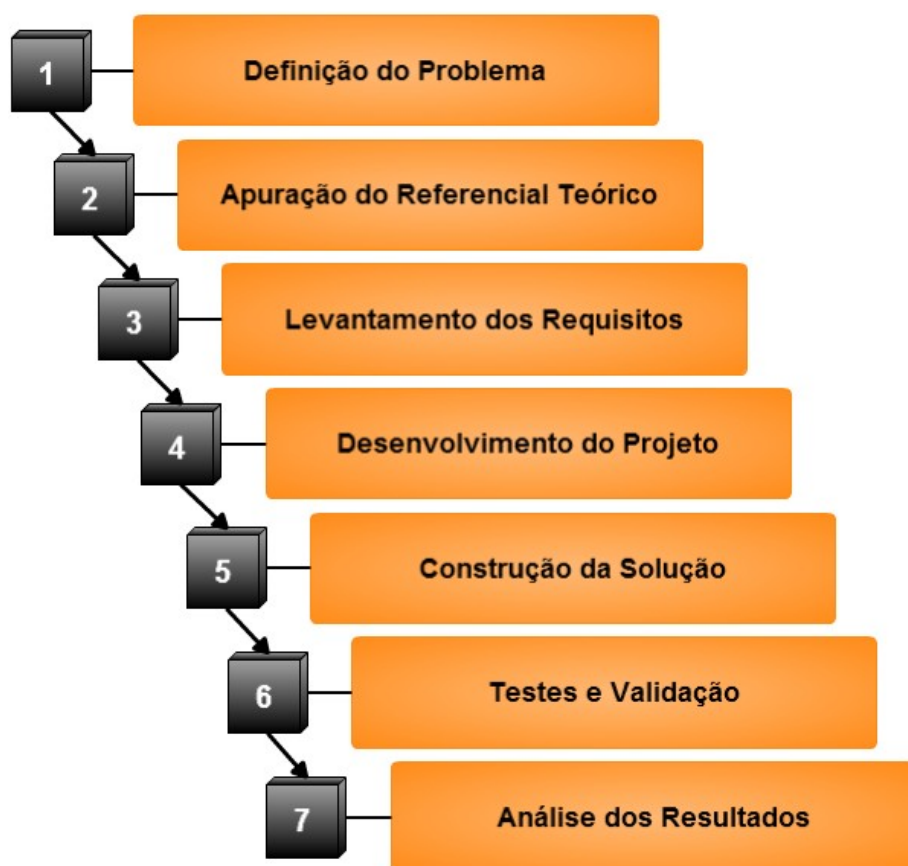 1
Definição do Problema
2
Apuração do Referencial Teórico
3
Levantamento dos Requisitos
4
Desenvolvimento do Projeto
5
Construção da Solução
6
Testes e Validação
7
Análise dos Resultados